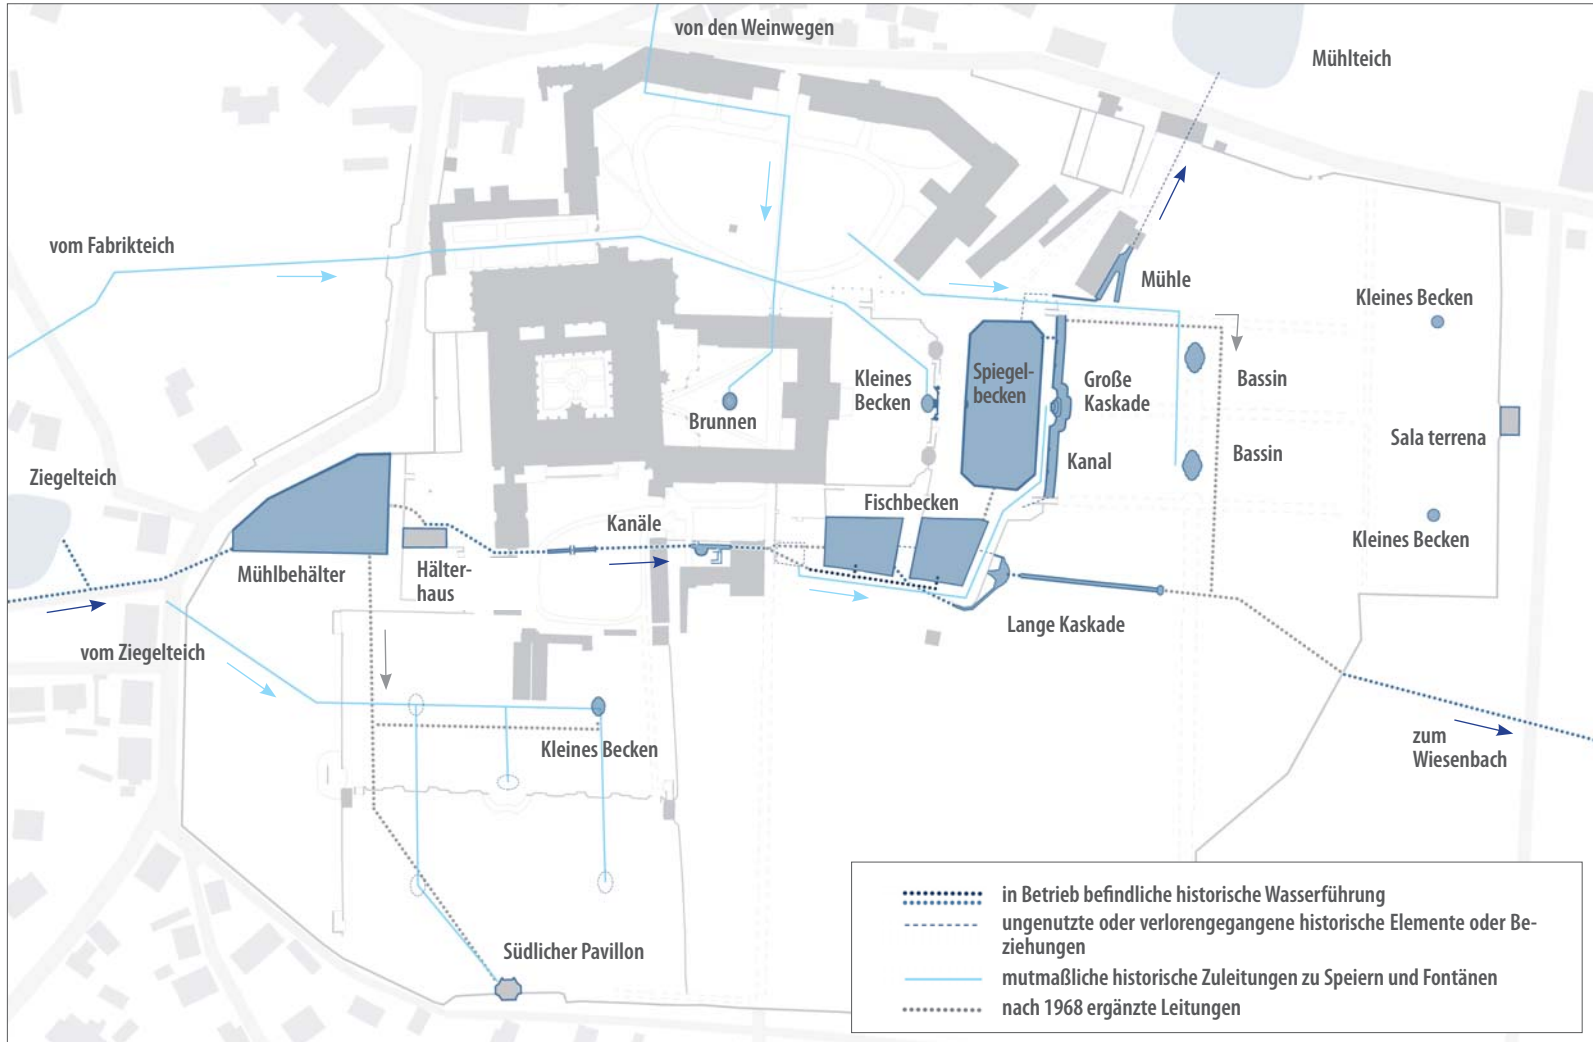 von den Weinwegen
Mühlteich
vom Fabrikteich
Mühle
Kleines Becken
Kleines
Becken
Spiegel-
becken
Große
Kaskade
Bassin
Brunnen
Sala terrena
Kanal
Bassin
Ziegelteich
Fischbecken
Kanäle
Kleines Becken
Mühlbehälter
Hälter-
haus
Lange Kaskade
vom Ziegelteich
Kleines Becken
zum
Wiesenbach
Südlicher Pavillon
in Betrieb befindliche historische Wasserführung
ungenutzte oder verlorengegangene historische Elemente oder Be-
ziehungen
mutmaßliche historische Zuleitungen zu Speiern und Fontänen
nach 1968 ergänzte Leitungen